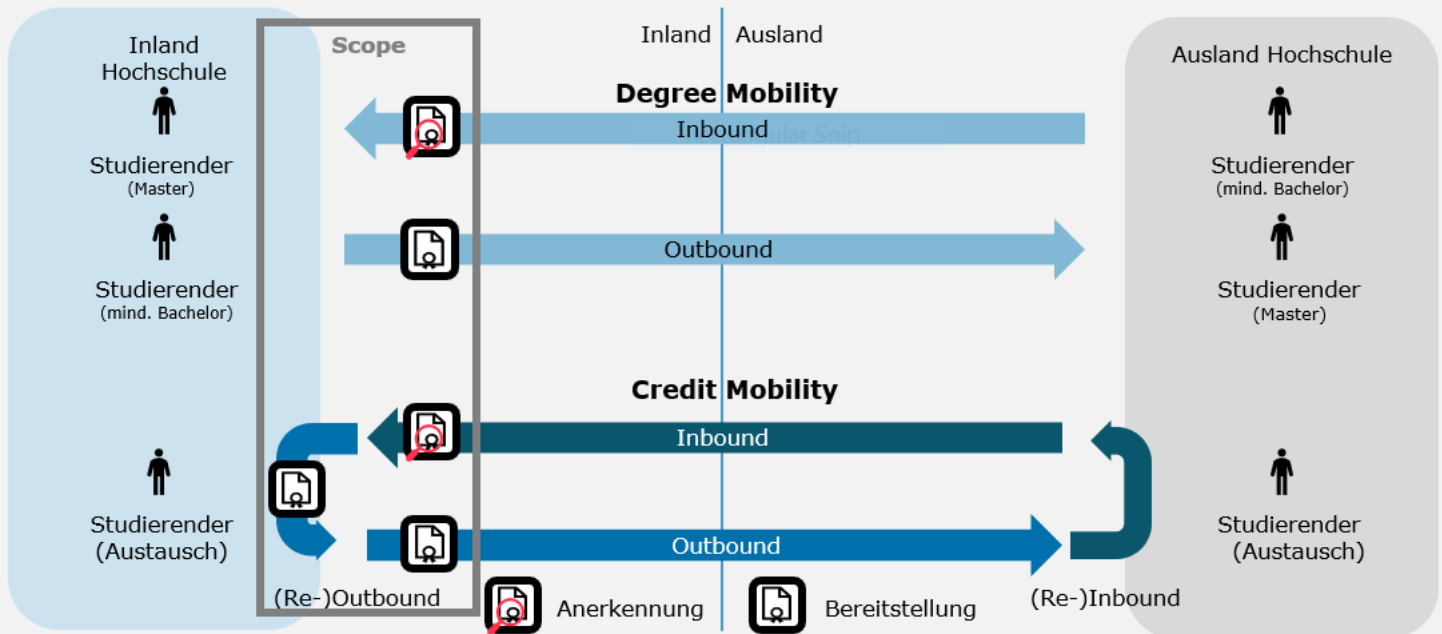 Inland
Hochschule
Studierender
(Master)
Studierender
(mind. Bachelor)
Studierender
(Austausch)
Scope
(Re-)Outbound
Inland
Ausland
Degree Mobility
Inbound
Outbound
Credit Mobility
Inbound
Outbound
Anerkennung
Bereitstellung
Ausland Hochschule
Studierender
(mind. Bachelor)
Studierender
(Master)
Studierender
(Austausch)
(Re-)Inbound